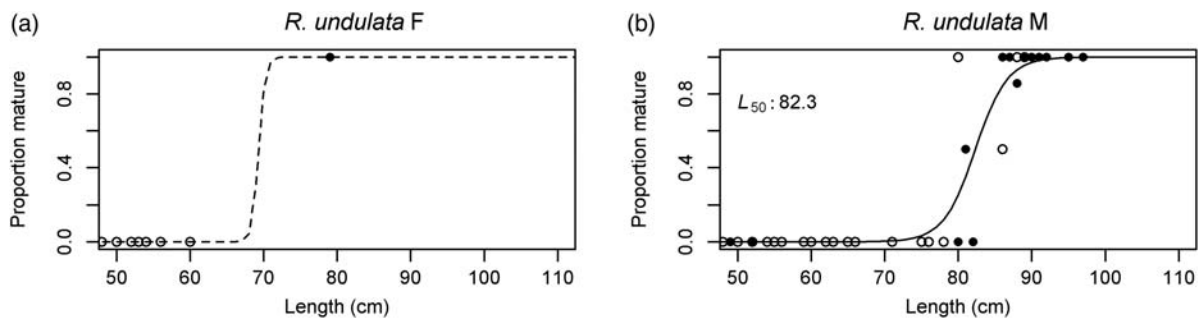 (a)
R. undulata F
Proportion mature
0.0 0.4 0.8
50 60 70 80 90 100 110
Length (cm)
(b)
R. undulata M
Proportion mature
0.0 0.4 0.8
L50 : 82.3
50 60 70 80 90 100 110
Length (cm)